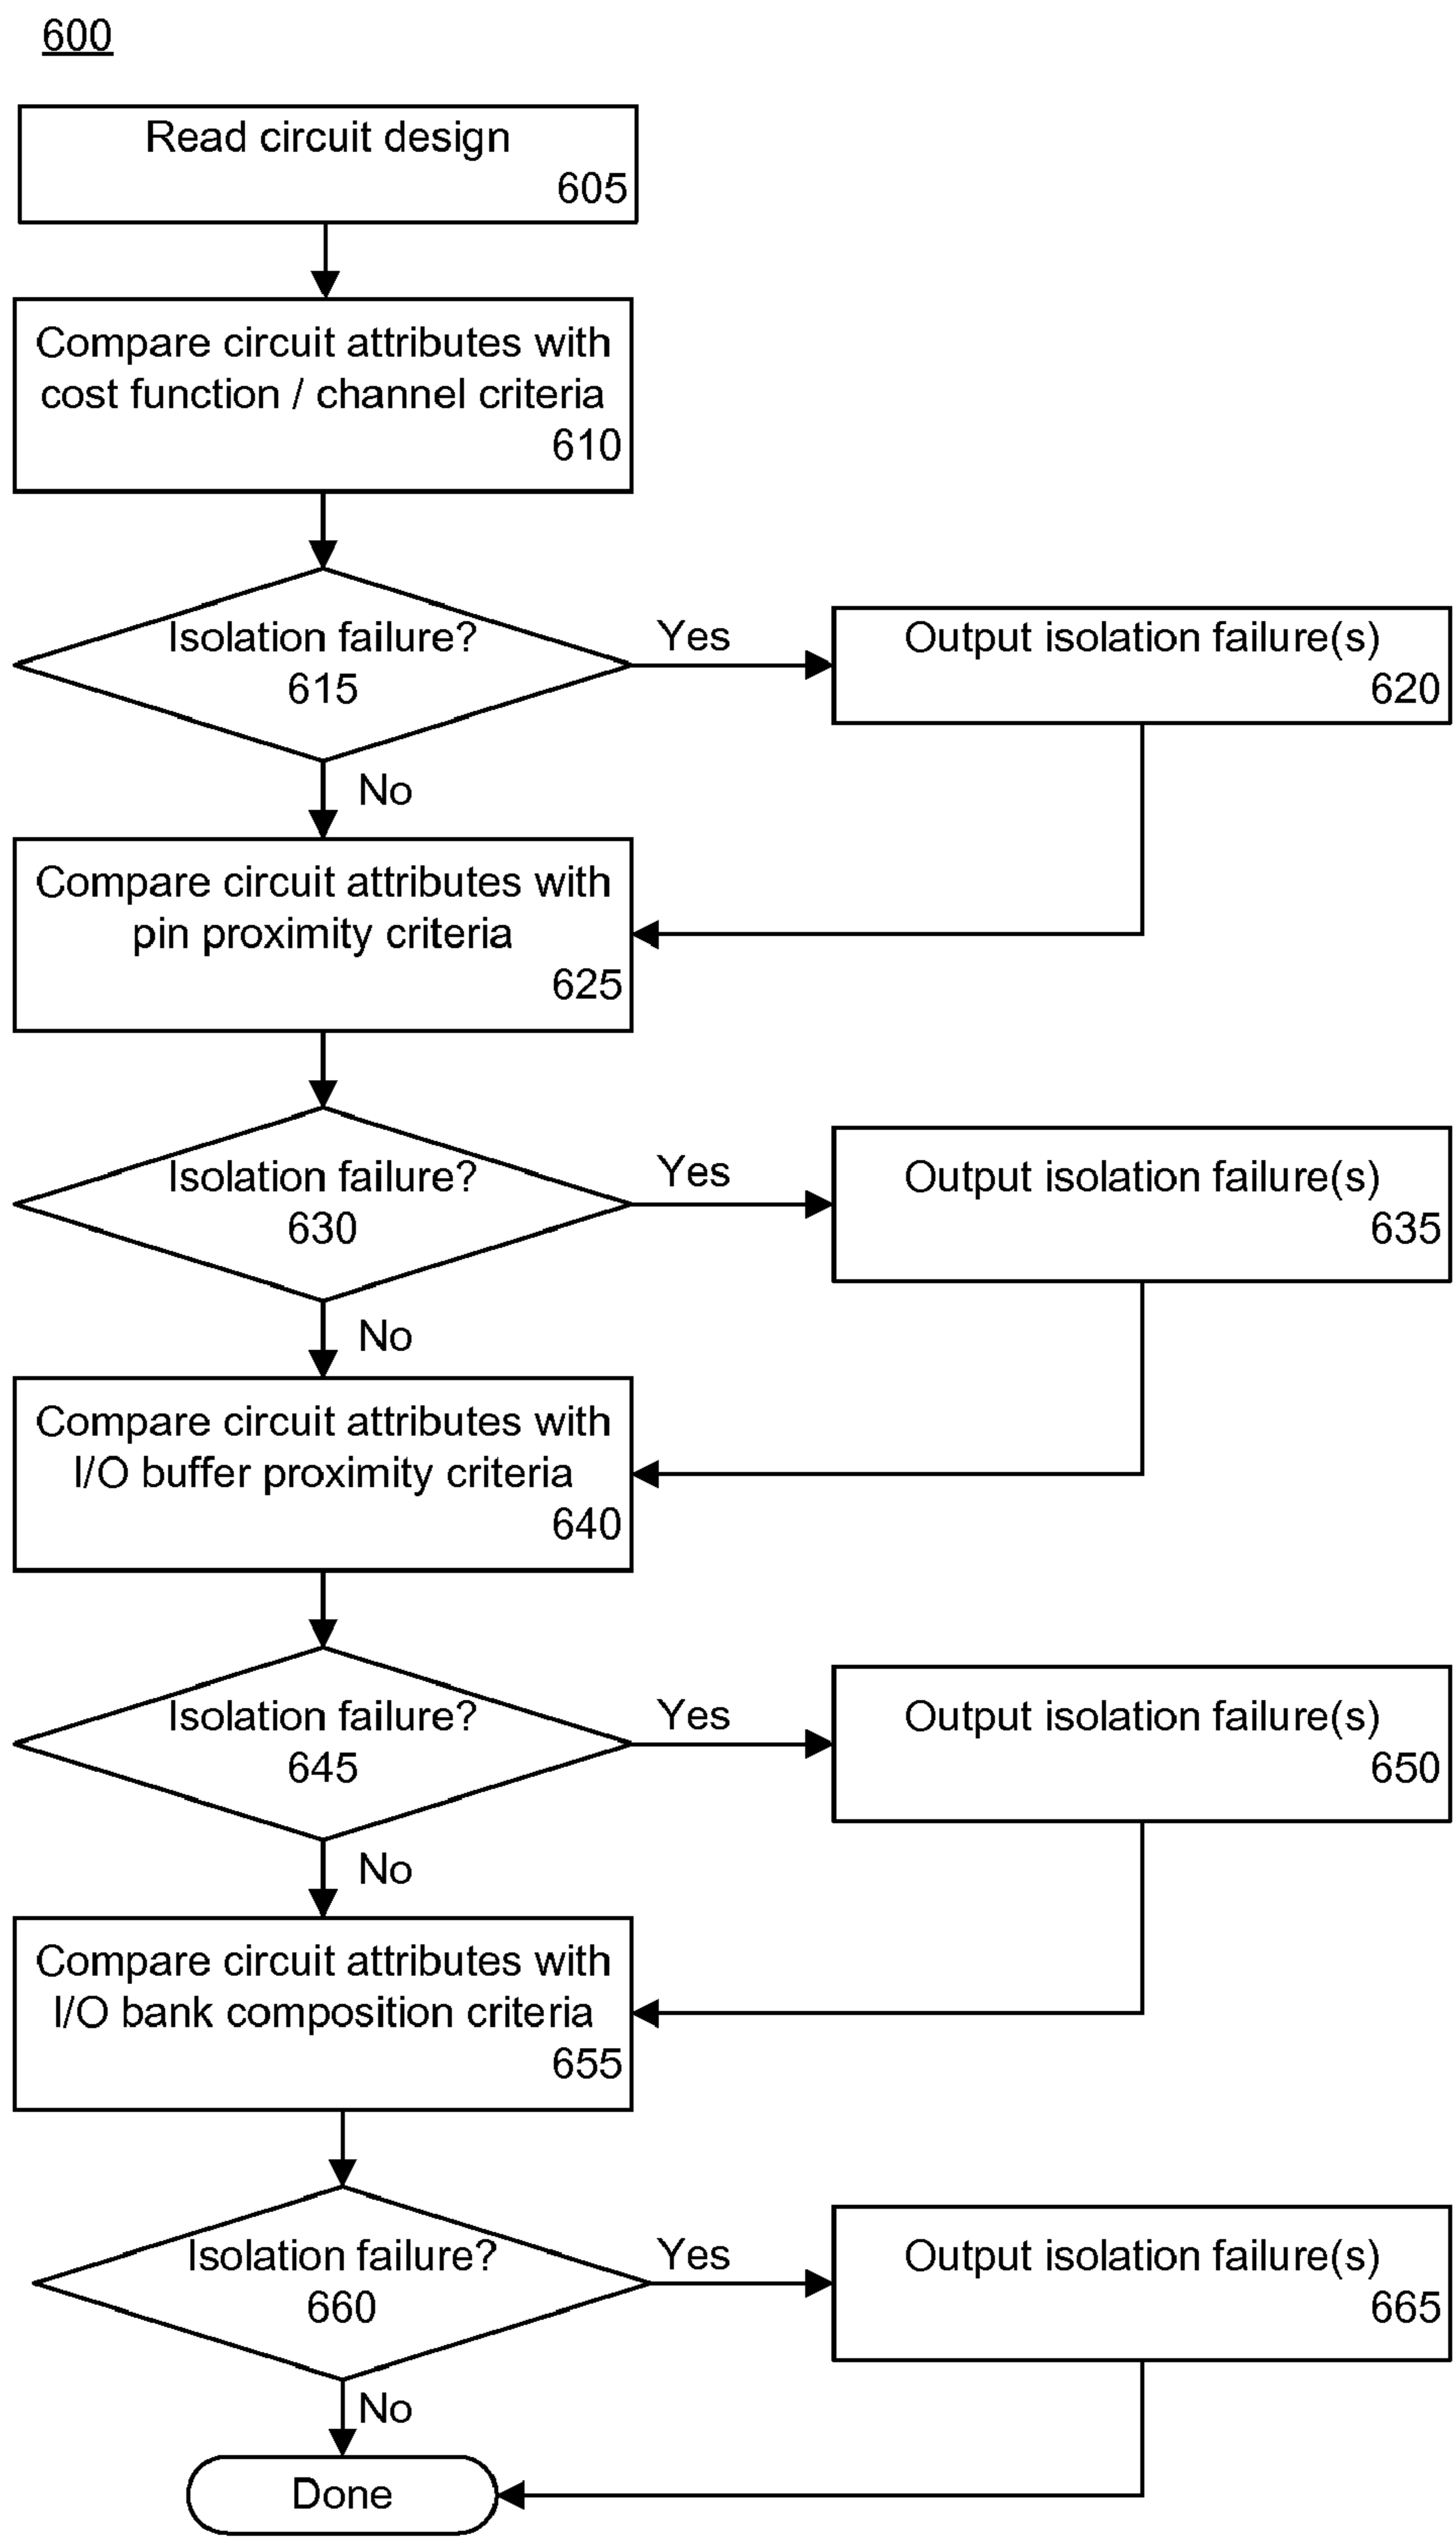 600
Read circuit design
605
Compare circuit attributes with
cost function / channel criteria
610
Isolation failure?
615
Yes
Output isolation failure(s)
620
No
Compare circuit attributes with
pin proximity criteria
625
Isolation failure?
630
Yes
Output isolation failure(s)
635
No
Compare circuit attributes with
I/O buffer proximity criteria
640
Isolation failure?
645
Yes
Output isolation failure(s)
650
No
Compare circuit attributes with
I/O bank composition criteria
655
Isolation failure?
660
Yes
Output isolation failure(s)
665
No
Done